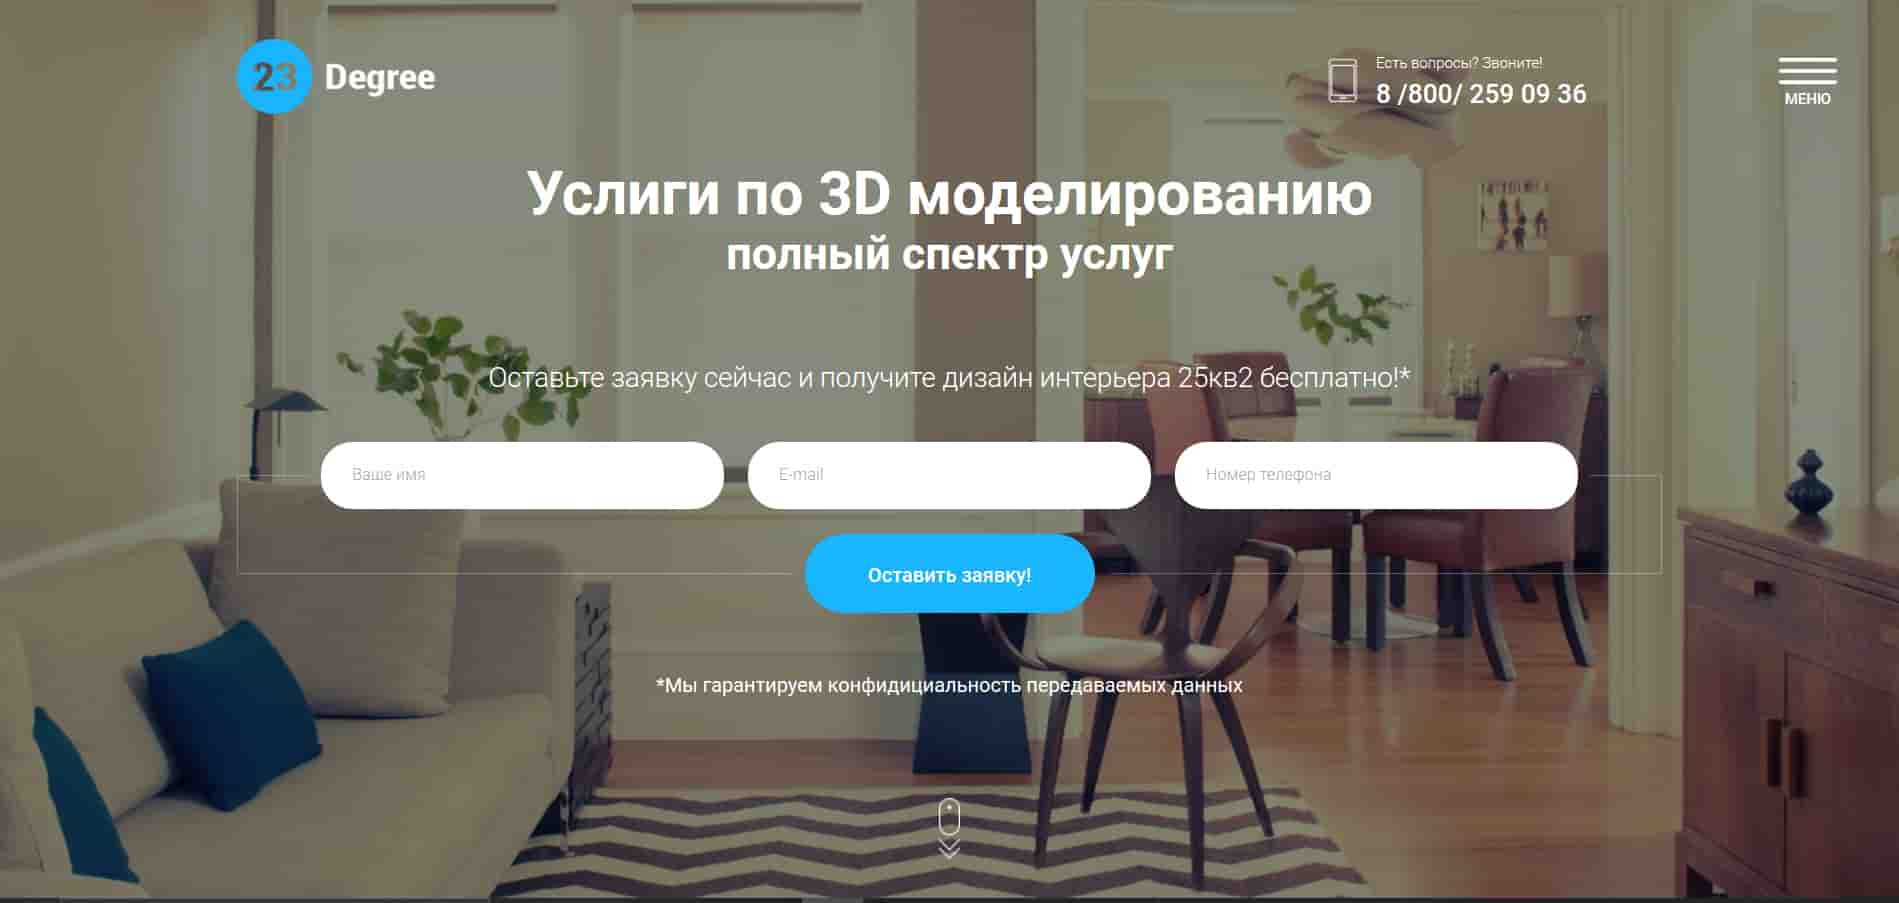 23 Degree
Есть вопросы? Звоните!
8 /800/ 259 09 36
МЕНЮ
Услиги по 3D моделированию
полный спектр услуг
Оставьте заявку сейчас и получите дизайн интерьера 25кв2 бесплатно!*
Ваше имя
E-mail
Номер телефона
Оставить заявку!
*Мы гарантируем конфидициальность передаваемых данных